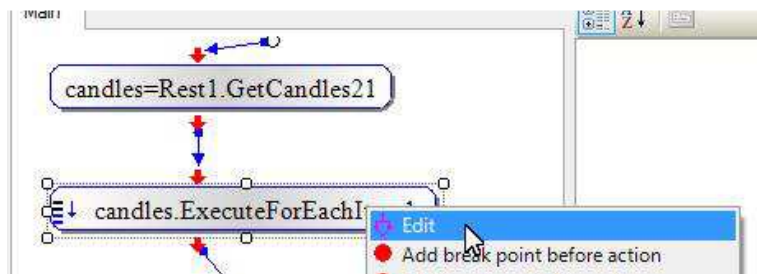 Main
candles=Rest1.GetCandles21
candles.ExecuteForEachI
Edit
Add break point before action